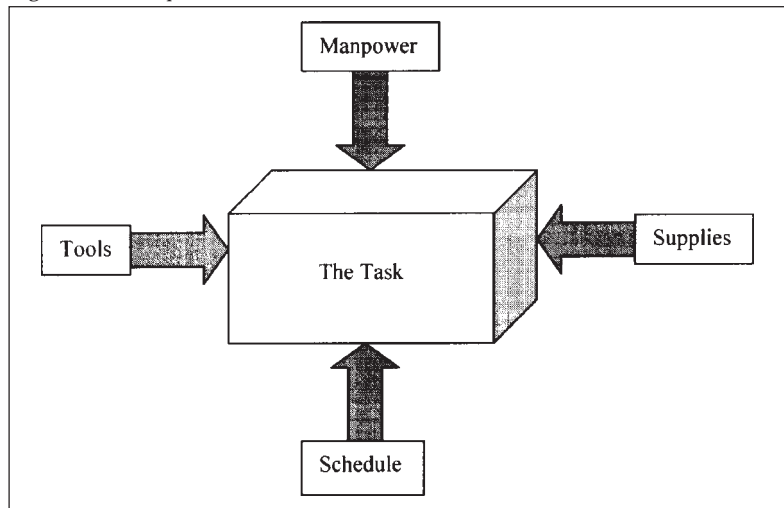 Manpower
Tools
The Task
Supplies
Schedule